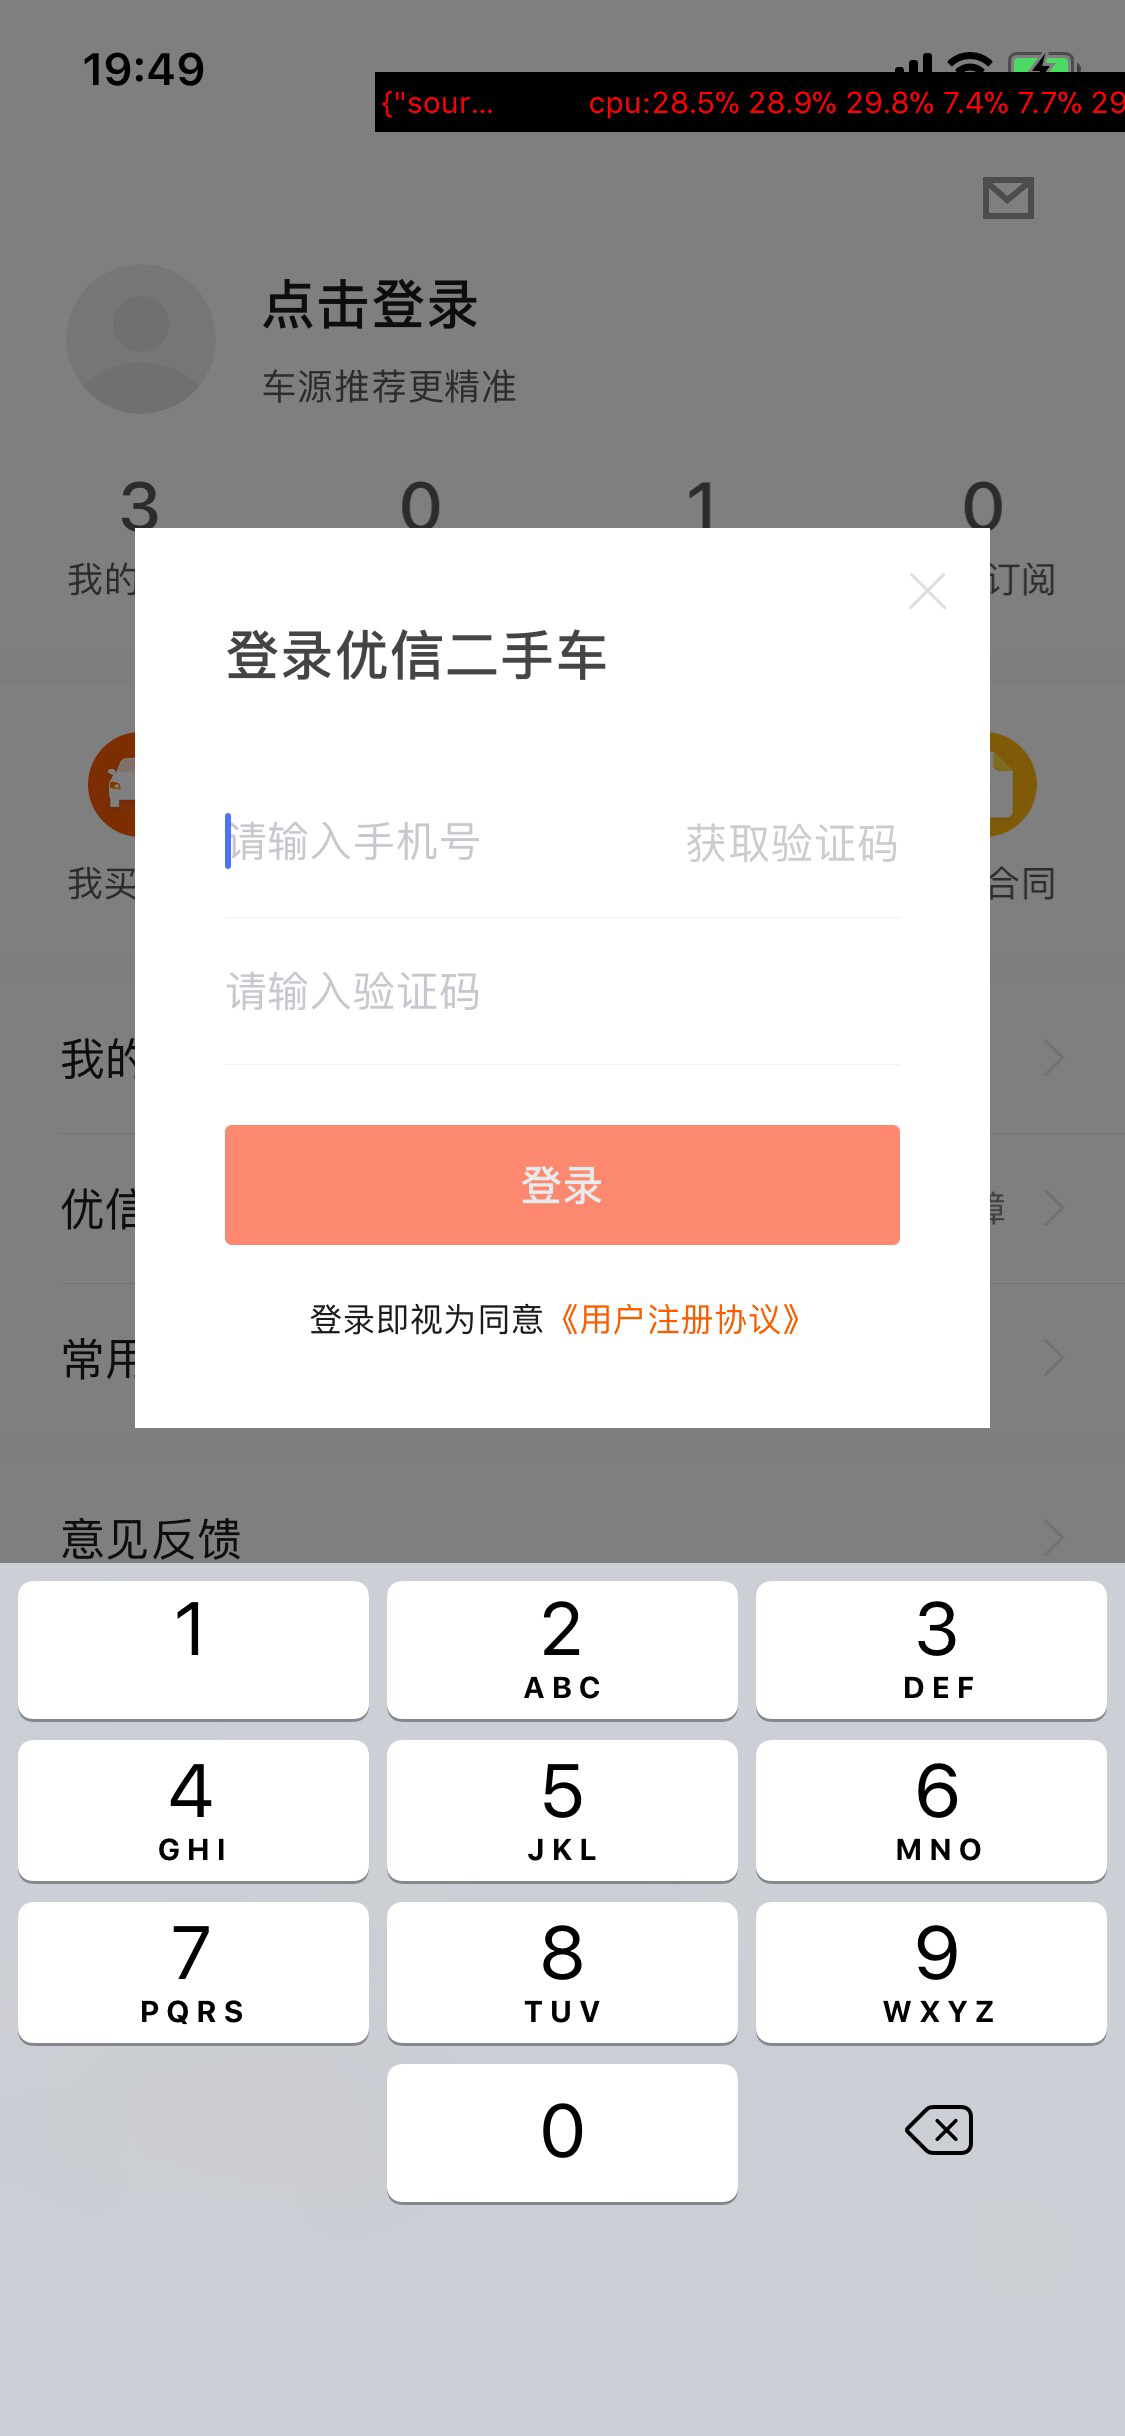 19:49
{"sour... cpu:28.5% 28.9% 29.8% 7.4% 7.7% 29
点击登录
车源推荐更精准
3 0 1 0
我的 订阅
登录优信二手车
请输入手机号 获取验证码
我买 合同
请输入验证码
我的
登录
优信
登录即视为同意《用户注册协议》
常用
意见反馈
1 2 3
ABC DEF
4 5 6
GHI JKL MNO
7 8 9
PQRS TUV WXYZ
0